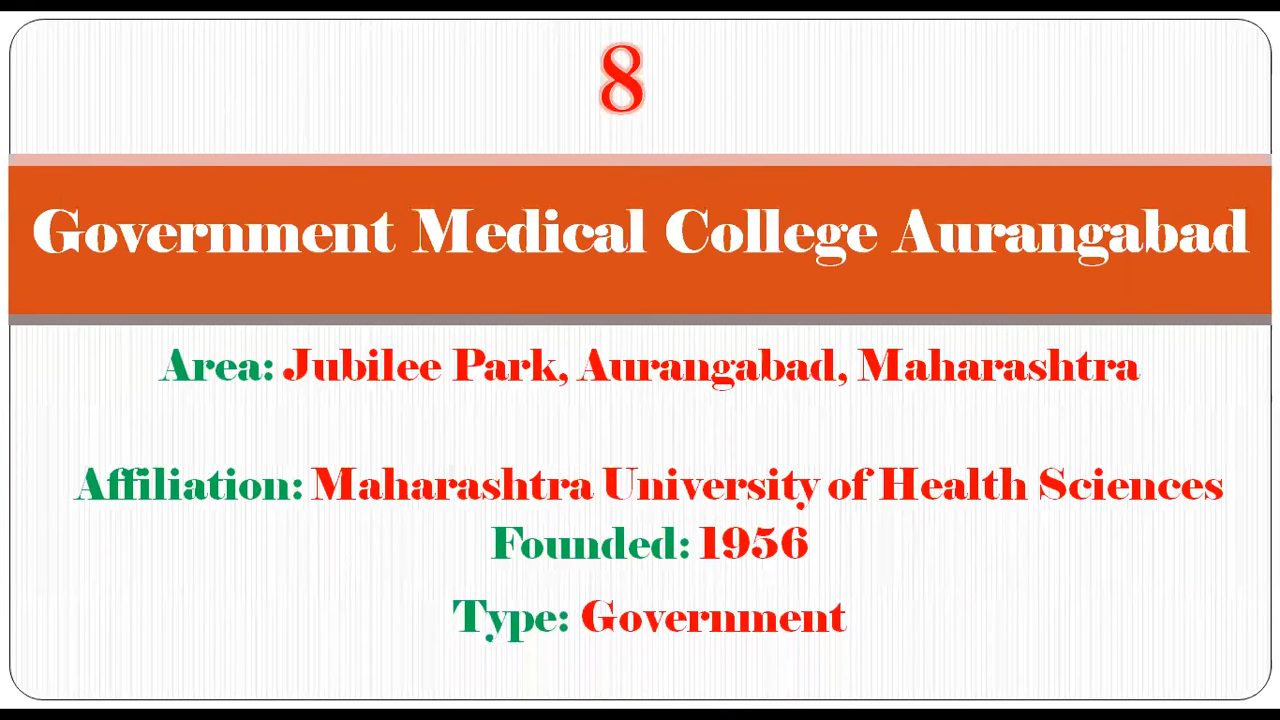 8
Government Medical College Aurangabad
Area: Jubilee Park, Aurangabad, Maharashtra
Affiliation: Maharashtra University of Health Sciences
Founded: 1956
Type: Government